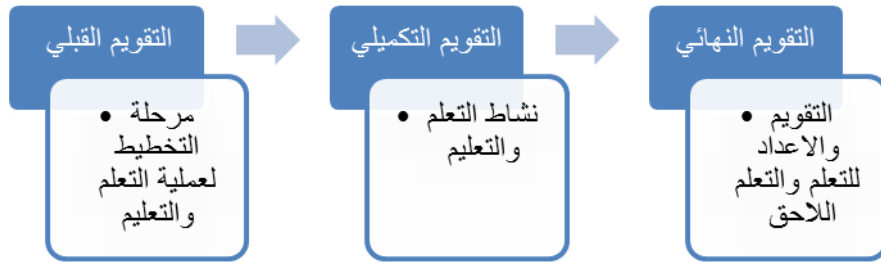 التقويم القبلي
• مرحلة
التخطيط
لعملية التعلم
والتعليم
التقويم التكميلي
• نشاط التعلم
والتعليم
التقويم النهائي
• التقويم
والاعداد
للتعلم والتعلم
اللاحق